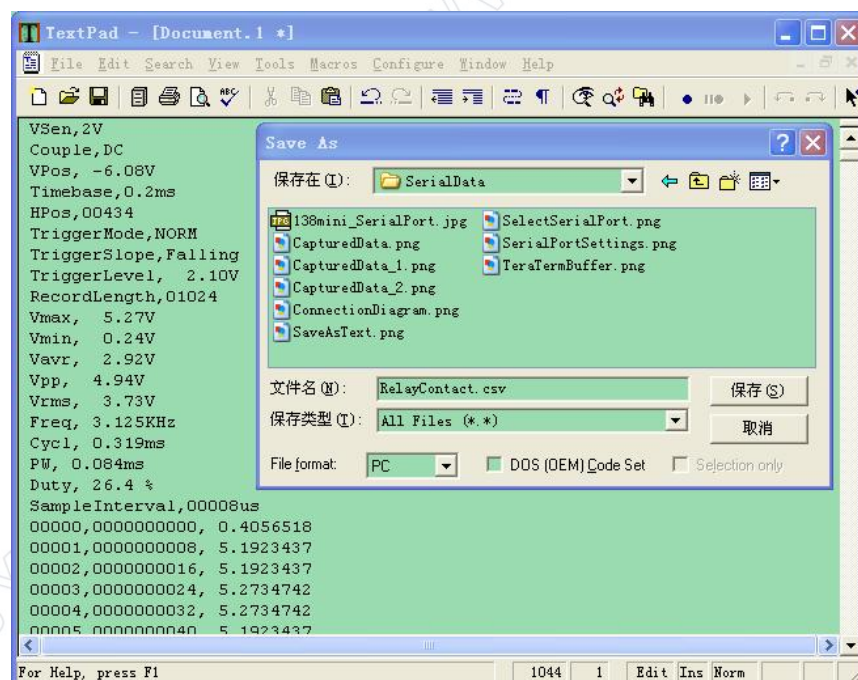 TextPad - [Document.1 *]
File Edit Search View Tools Macros Configure Window Help
VSen,2V
Couple,DC
VPos, -6.08V
Timebase,0.2ms
HPos,00434
TriggerMode,NORM
TriggerSlope,Falling
TriggerLevel, 2.10V
RecordLength,01024
Vmax, 5.27V
Vmin, 0.24V
Vavr, 2.92V
Vpp, 4.94V
Vrms, 3.73V
Freq, 3.125KHz
Cycl, 0.319ms
PW, 0.084ms
Duty, 26.4 %
SampleInterval,00008us
00000,0000000000, 0.4056518
00001,0000000008, 5.1923437
00002,0000000016, 5.1923437
00003,0000000024, 5.2734742
00004,0000000032, 5.2734742
00005,0000000040, 5.1923437
Save As
保存在(I):
SerialData
138mini_SerialPort.jpg
CapturedData.png
CapturedData_1.png
CapturedData_2.png
ConnectionDiagram.png
SaveAsText.png
SelectSerialPort.png
SerialPortSettings.png
TeraTermBuffer.png
文件名(N):
RelayContact.csv
保存(S)
保存类型(T):
All Files (*.*)
取消
File format:
PC
DOS (OEM) Code Set
Selection only
For Help, press F1
1044 1 Edit Ins Norm